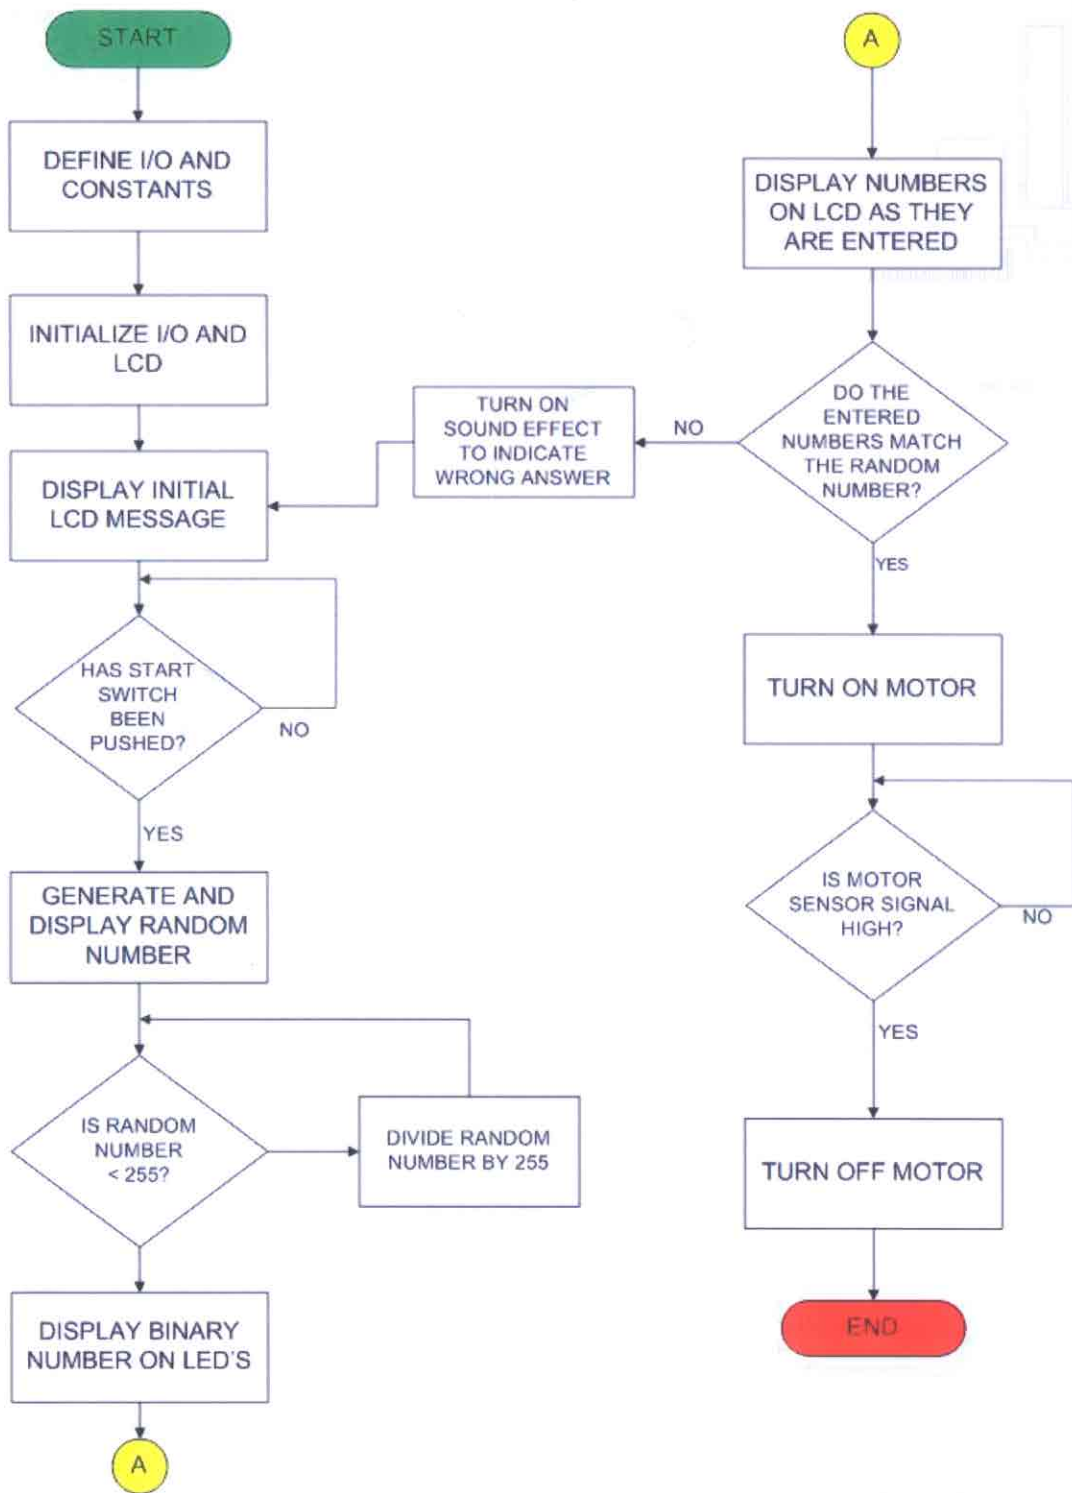 START
DEFINE I/O AND
CONSTANTS
INITIALIZE I/O AND
LCD
DISPLAY INITIAL
LCD MESSAGE
HAS START
SWITCH
BEEN
PUSHED?
NO
YES
GENERATE AND
DISPLAY RANDOM
NUMBER
IS RANDOM
NUMBER
< 255?
DIVIDE RANDOM
NUMBER BY 255
DISPLAY BINARY
NUMBER ON LED'S
A
A
DISPLAY NUMBERS
ON LCD AS THEY
ARE ENTERED
DO THE
ENTERED
NUMBERS MATCH
THE RANDOM
NUMBER?
NO
TURN ON
SOUND EFFECT
TO INDICATE
WRONG ANSWER
YES
TURN ON MOTOR
IS MOTOR
SENSOR SIGNAL
HIGH?
NO
YES
TURN OFF MOTOR
END